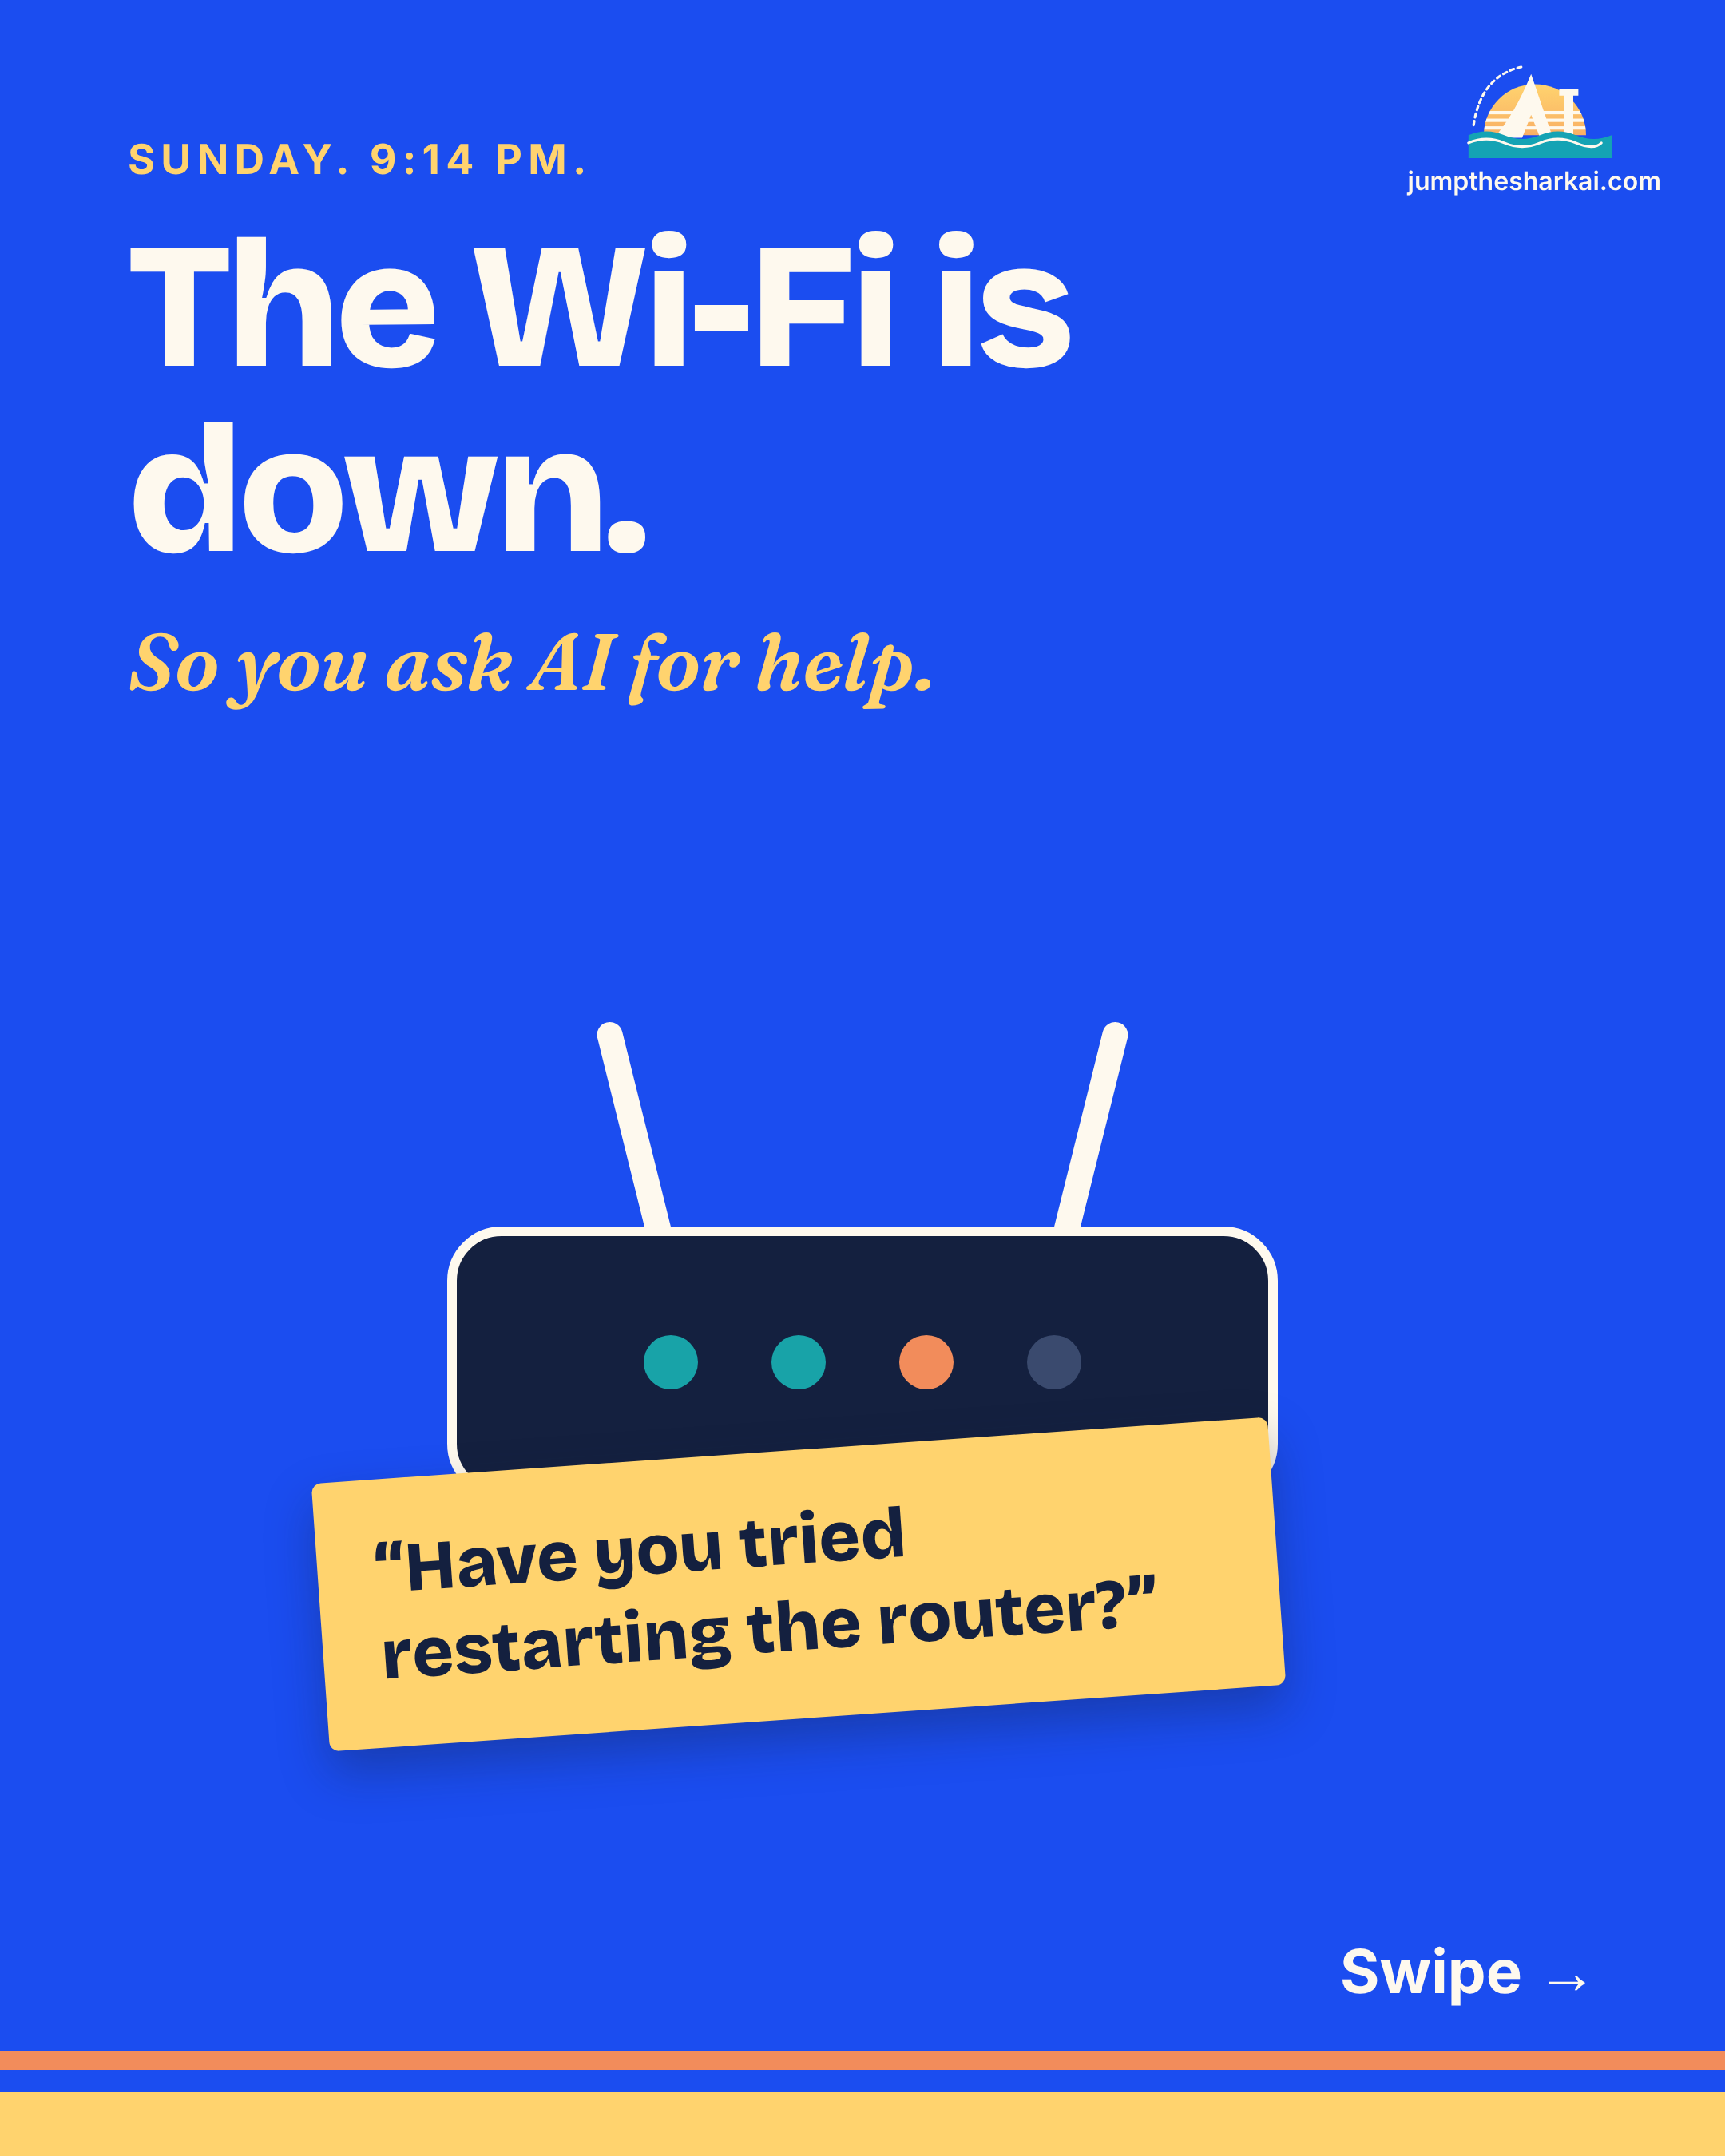 SUNDAY. 9:14 PM.
AI
jumpthesharkai.com
The Wi-Fi is
down.
So you ask AI for help.
“Have you tried
restarting the router?”
Swipe →